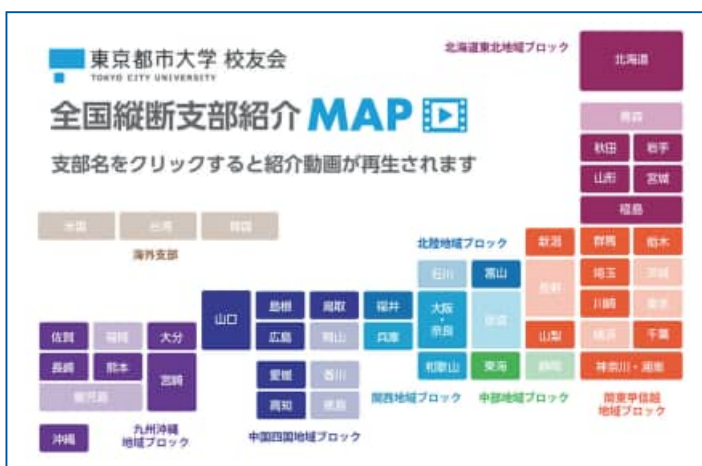 東京都市大学 校友会
TOKYO CITY UNIVERSITY
全国縦断支部紹介 MAP
支部名をクリックすると紹介動画が再生されます
北海道東北地域ブロック
北海道
青森
秋田 岩手
山形 宮城
福島
米国 台湾 韓国
海外支部
北陸地域ブロック
新潟 群馬 栃木
石川 富山 長野 埼玉 茨城
山口 島根 鳥取 福井 大阪・奈良 川崎 東京
佐賀 福岡 大分 広島 岡山 兵庫 山梨 横浜 千葉
長崎 熊本 宮崎 愛媛 香川 和歌山 東海 静岡 神奈川・湘南
鹿児島 高知 徳島
関西地域ブロック
中部地域ブロック
関東甲信越
地域ブロック
沖縄
九州沖縄
地域ブロック
中国四国地域ブロック